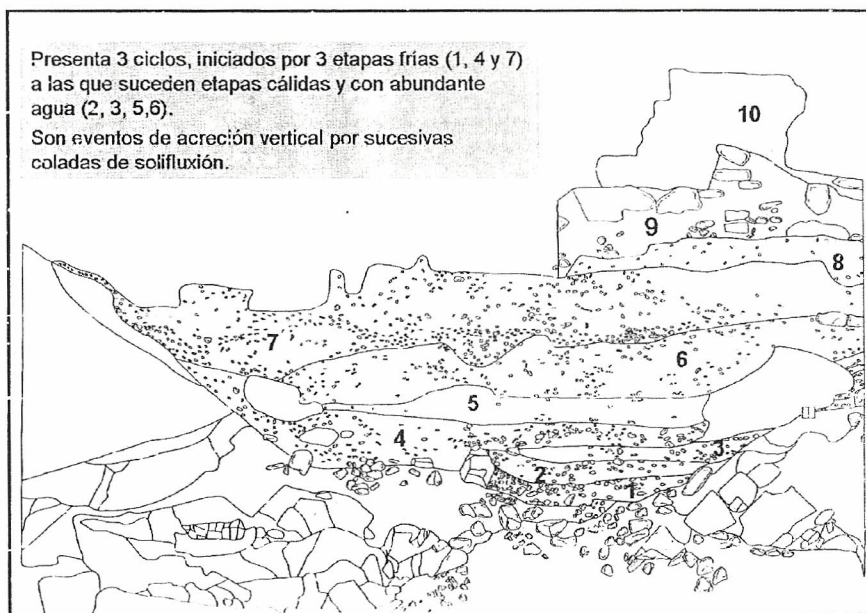 Presenta 3 ciclos, iniciados por 3 etapas frías (1, 4 y 7)
a las que suceden etapas cálidas y con abundante
agua (2, 3, 5,6).
Son eventos de acreción vertical por sucesivas
coladas de solifluxión.
10
9
8
7
6
5
4
3
2
1